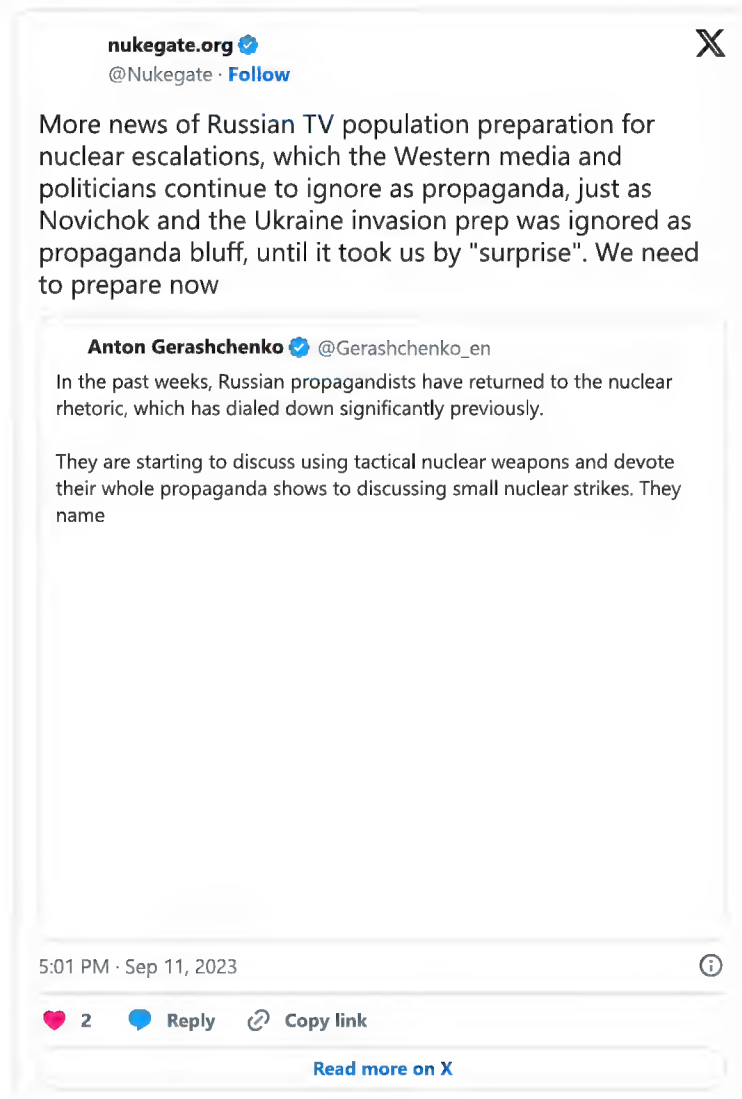 nukegate.org
X
@Nukegate · Follow
More news of Russian TV population preparation for
nuclear escalations, which the Western media and
politicians continue to ignore as propaganda, just as
Novichok and the Ukraine invasion prep was ignored as
propaganda bluff, until it took us by "surprise". We need
to prepare now
Anton Gerashchenko @Gerashchenko_en
In the past weeks, Russian propagandists have returned to the nuclear
rhetoric, which has dialed down significantly previously.
They are starting to discuss using tactical nuclear weapons and devote
their whole propaganda shows to discussing small nuclear strikes. They
name
5:01 PM · Sep 11, 2023
2 Reply Copy link
Read more on X